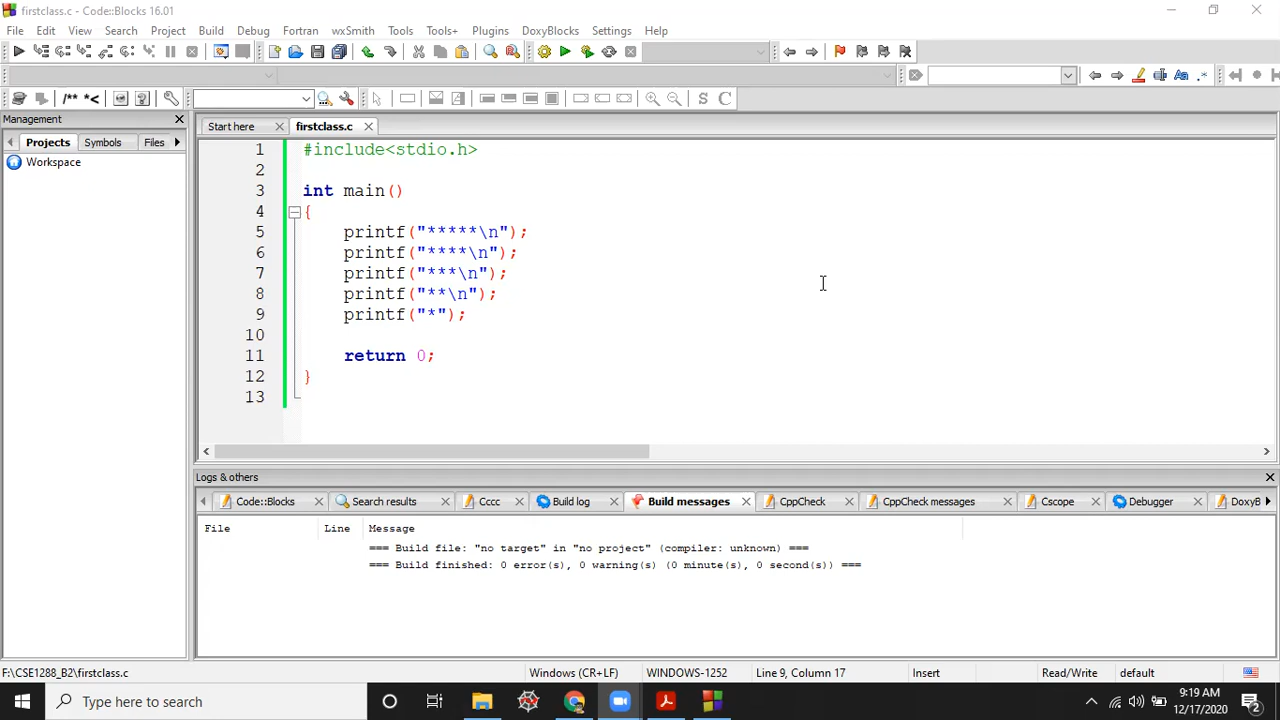 firstclass.c - Code::Blocks 16.01
File Edit View Search Project Build Debug Fortran wxSmith Tools Tools+ Plugins DoxyBlocks Settings Help
/** *<
S C
Management
Projects Symbols Files
Workspace
Start here firstclass.c
1 #include<stdio.h>
2
3 int main()
4 {
5 printf("*****\n");
6 printf("****\n");
7 printf("***\n");
8 printf("**\n");
9 printf("*");
10
11 return 0;
12 }
13
Logs & others
Code::Blocks Search results Cccc Build log Build messages CppCheck CppCheck messages Cscope Debugger DoxyB
File Line Message
=== Build file: "no target" in "no project" (compiler: unknown) ===
=== Build finished: 0 error(s), 0 warning(s) (0 minute(s), 0 second(s)) ===
F:\CSE1288_B2\firstclass.c Windows (CR+LF) WINDOWS-1252 Line 9, Column 17 Insert Read/Write default
Type here to search
9:19 AM
12/17/2020
2